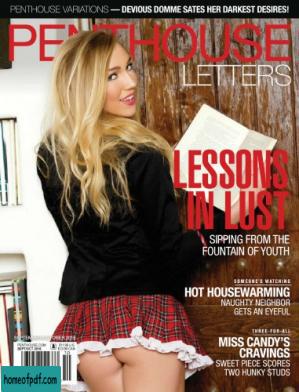 PENTHOUSE VARIATIONS — DEVIOUS DOMME SATES HER DARKEST DESIRES!
PENTHOUSE
LETTERS
LESSONS
IN LUST
SIPPING FROM THE
FOUNTAIN OF YOUTH
SOMEONE'S WATCHING
HOT HOUSEWARMING
NAUGHTY NEIGHBOR
GETS AN EYEFUL
THREE-FOR-ALL
MISS CANDY'S
CRAVINGS
SWEET PIECE SCORES
TWO HUNKY STUDS
PENTHOUSE.COM
homeofpdf.com